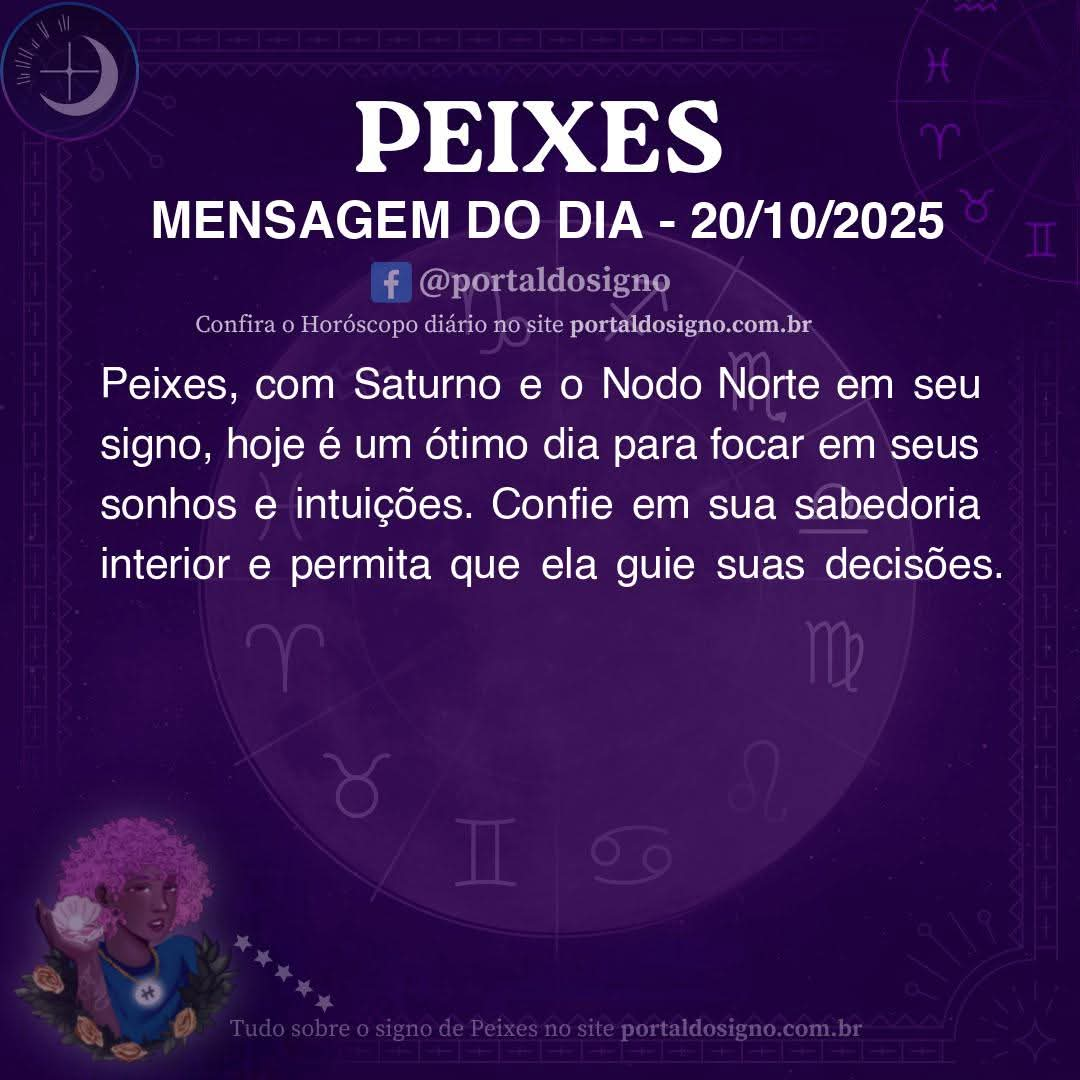 PEIXES
MENSAGEM DO DIA - 20/10/2025
@portaldosigno
Confira o Horóscopo diário no site portaldosigno.com.br
Peixes, com Saturno e o Nodo Norte em seu
signo, hoje é um ótimo dia para focar em seus
sonhos e intuições. Confie em sua sabedoria
interior e permita que ela guie suas decisões.
Tudo sobre o signo de Peixes no site portaldosigno.com.br